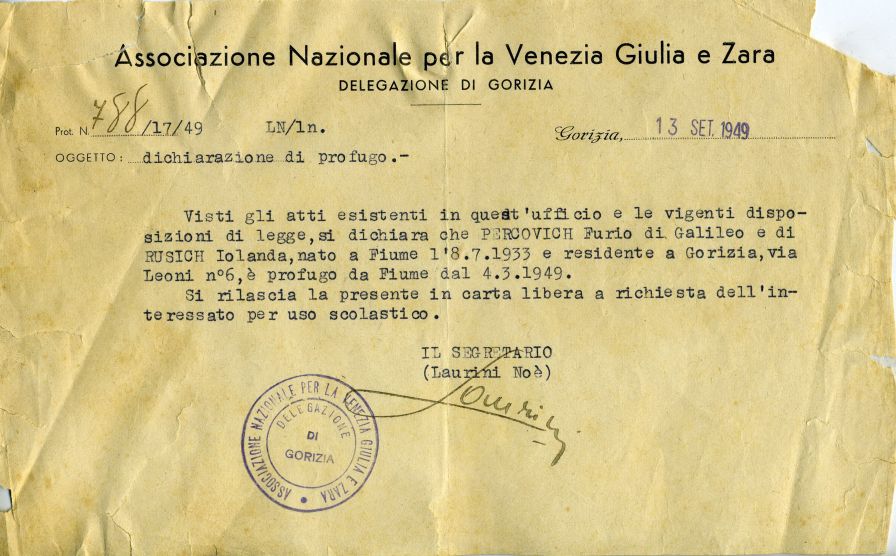 Associazione Nazionale per la Venezia Giulia e Zara
DELEGAZIONE DI GORIZIA
Prot. N. 788/17/49 LN/ln. Gorizia, 13 SET. 1949
OGGETTO: dichiarazione di profugo.-
Visti gli atti esistenti in quest'ufficio e le vigenti dispo-
sizioni di legge,si dichiara che PERCOVICH Furio di Galileo e di
RUSICH Iolanda,nato a Fiume l'8.7.1933 e residente a Gorizia,via
Leoni n°6,è profugo da Fiume dal 4.3.1949.
Si rilascia la presente in carta libera a richiesta dell'in-
teressato per uso scolastico.
IL SEGRETARIO
(Laurini Noè)
Laurini
ASSOCIAZIONE NAZIONALE PER LA VENEZIA GIULIA E ZARA
DELEGAZIONE
DI
GORIZIA